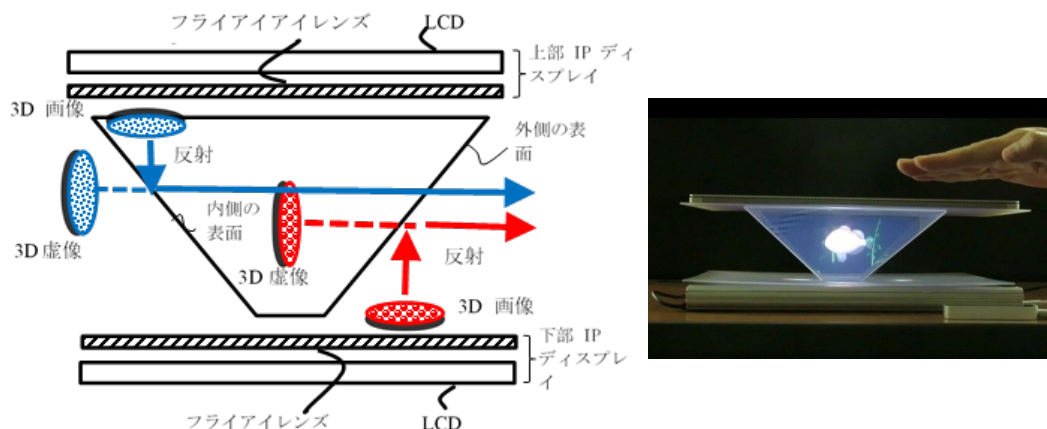 フライアイアイレンズ
LCD
上部 IP ディ
スプレイ
3D 画像
反射
外側の表
面
内側の
表面
3D 虚像
3D 虚像
反射
3D 画像
下部 IP
ディスプレ
イ
フライアイレンズ
LCD